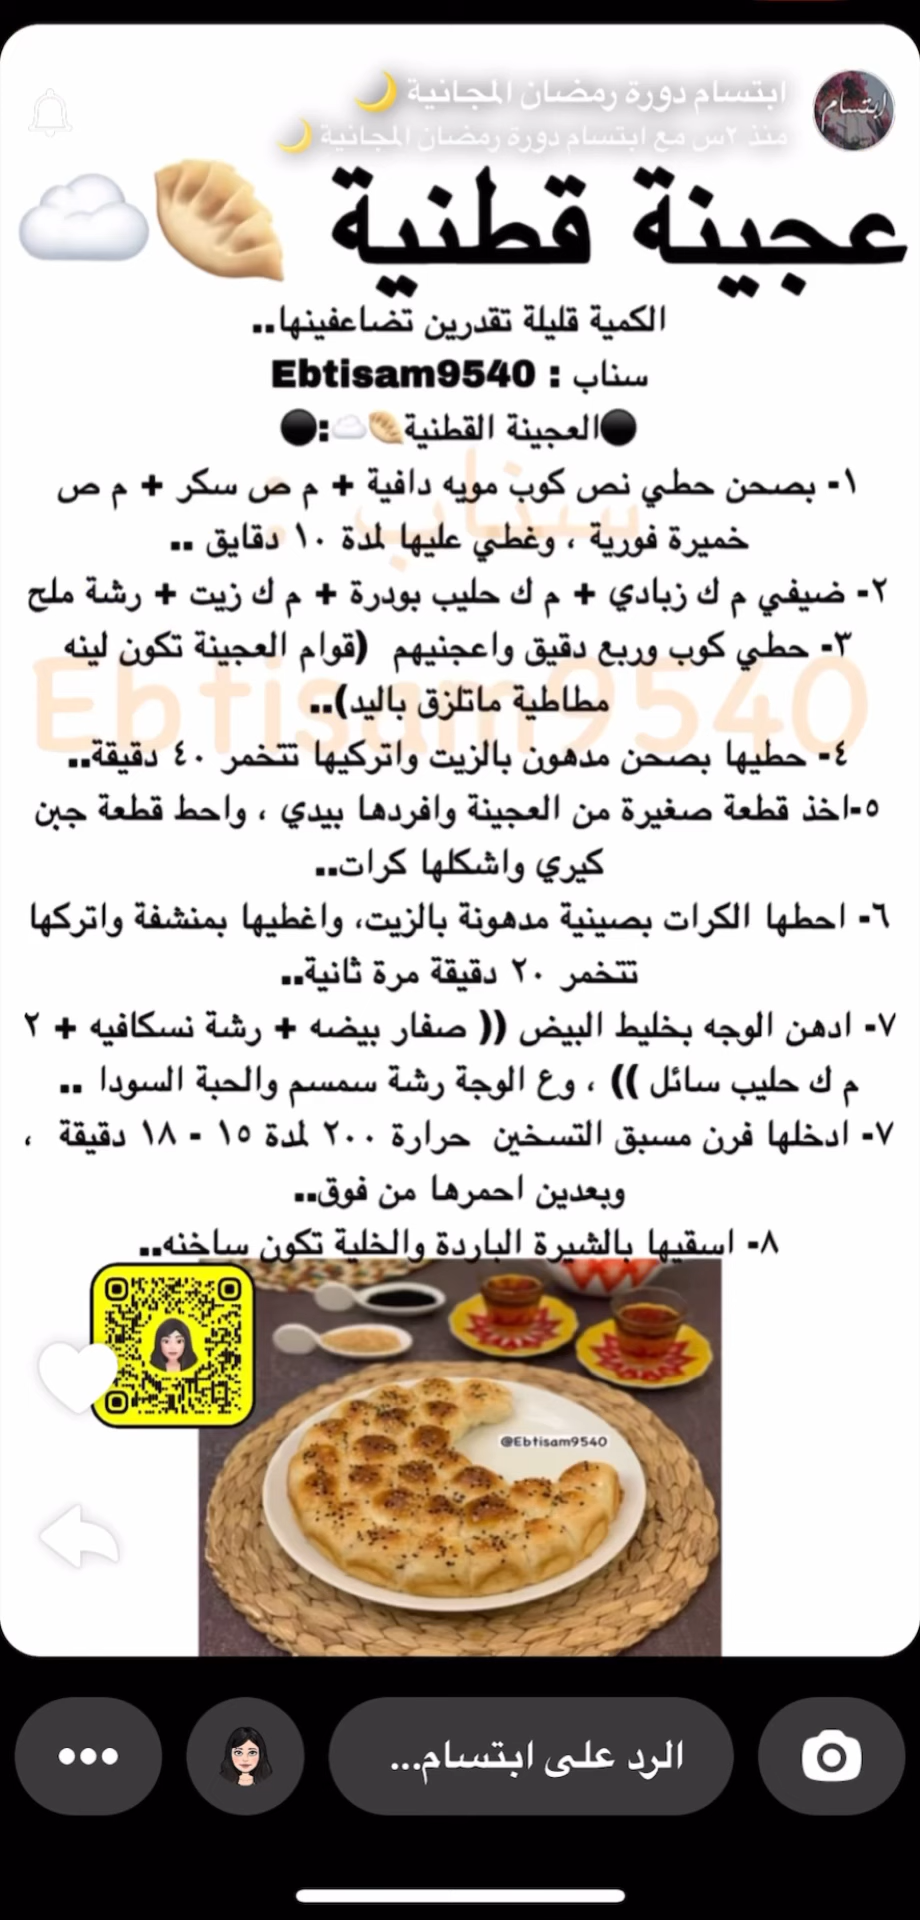 ابتسام دورة رمضان المجانية 🌙
منذ ٢س مع ابتسام دورة رمضان المجانية 🌙
ابتسام
عجينة قطنية 🥟☁️
الكمية قليلة تقدرين تضاعفينها..
سناب : Ebtisam9540
⚫العجينة القطنية🥟☁️:⚫
١- بصحن حطي نص كوب مويه دافية + م ص سكر + م ص
خميرة فورية ، وغطي عليها لمدة ١٠ دقايق ..
٢- ضيفي م ك زبادي + م ك حليب بودرة + م ك زيت + رشة ملح
٣- حطي كوب وربع دقيق واعجنيهم (قوام العجينة تكون لينه
مطاطية ماتلزق باليد)..
٤- حطيها بصحن مدهون بالزيت واتركيها تتخمر ٤٠ دقيقة..
٥-اخذ قطعة صغيرة من العجينة وافردها بيدي ، واحط قطعة جبن
كيري واشكلها كرات..
٦- احطها الكرات بصينية مدهونة بالزيت، واغطيها بمنشفة واتركها
تتخمر ٢٠ دقيقة مرة ثانية..
٧- ادهن الوجه بخليط البيض (( صفار بيضه + رشة نسكافيه + ٢
م ك حليب سائل )) ، وع الوجة رشة سمسم والحبة السودا ..
٧- ادخلها فرن مسبق التسخين حرارة ٢٠٠ لمدة ١٥ - ١٨ دقيقة ،
وبعدين احمرها من فوق..
٨- اسقيها بالشيرة الباردة والخلية تكون ساخنه..
سناب :
Ebtisam9540
@Ebtisam9540
الرد على ابتسام...